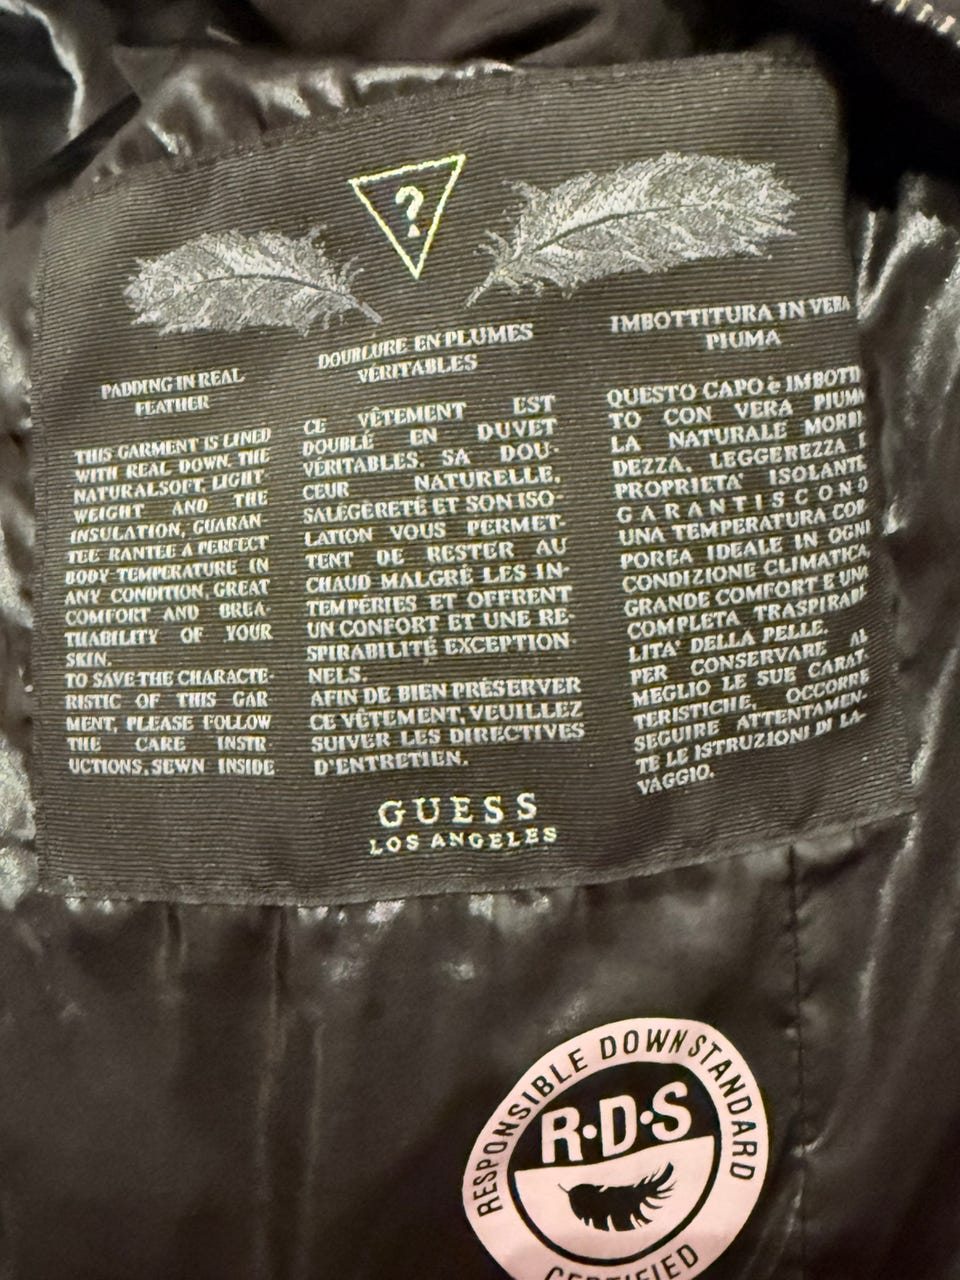 ?
PADDING IN REAL
FEATHER
THIS GARMENT IS LINED
WITH REAL DOWN. THE
NATURALSOFT, LIGHT-
WEIGHT AND THE
INSULATION, GUARAN-
TEE RANTEE A PERFECT
BODY TEMPERATURE IN
ANY CONDITION, GREAT
COMFORT AND BREA-
THABILITY OF YOUR
SKIN.
TO SAVE THE CHARACTE-
RISTIC OF THIS GAR
MENT, PLEASE FOLLOW
THE CARE INSTR-
UCTIONS, SEWN INSIDE
DOUBLURE EN PLUMES
VÉRITABLES
CE VÊTEMENT EST
DOUBLÉ EN DUVET
VÉRITABLES. SA DOU-
CEUR NATURELLE,
SALÉGERETÉ ET SON ISO-
LATION VOUS PERMET-
TENT DE RESTER AU
CHAUD MALGRÉ LES IN-
TEMPÉRIES ET OFFRENT
UN CONFORT ET UNE RE-
SPIRABILITÉ EXCEPTION-
NELS.
AFIN DE BIEN PRÉSERVER
CE VÊTEMENT, VEUILLEZ
SUIVER LES DIRECTIVES
D'ENTRETIEN.
IMBOTTITURA IN VERA
PIUMA
QUESTO CAPO è IMBOTTI
TO CON VERA PIUMA
LA NATURALE MORBI-
DEZZA, LEGGEREZZA E
PROPRIETA' ISOLANTE
GARANTISCONO
UNA TEMPERATURA COR-
POREA IDEALE IN OGNI
CONDIZIONE CLIMATICA,
GRANDE COMFORT E UNA
COMPLETA TRASPIRABI-
LITA' DELLA PELLE.
PER CONSERVARE AL
MEGLIO LE SUE CARAT-
TERISTICHE, OCCORRE
SEGUIRE ATTENTAMEN-
TE LE ISTRUZIONI DI LA-
VAGGIO.
GUESS
LOS ANGELES
RESPONSIBLE DOWN STANDARD
R·D·S
CERTIFIED